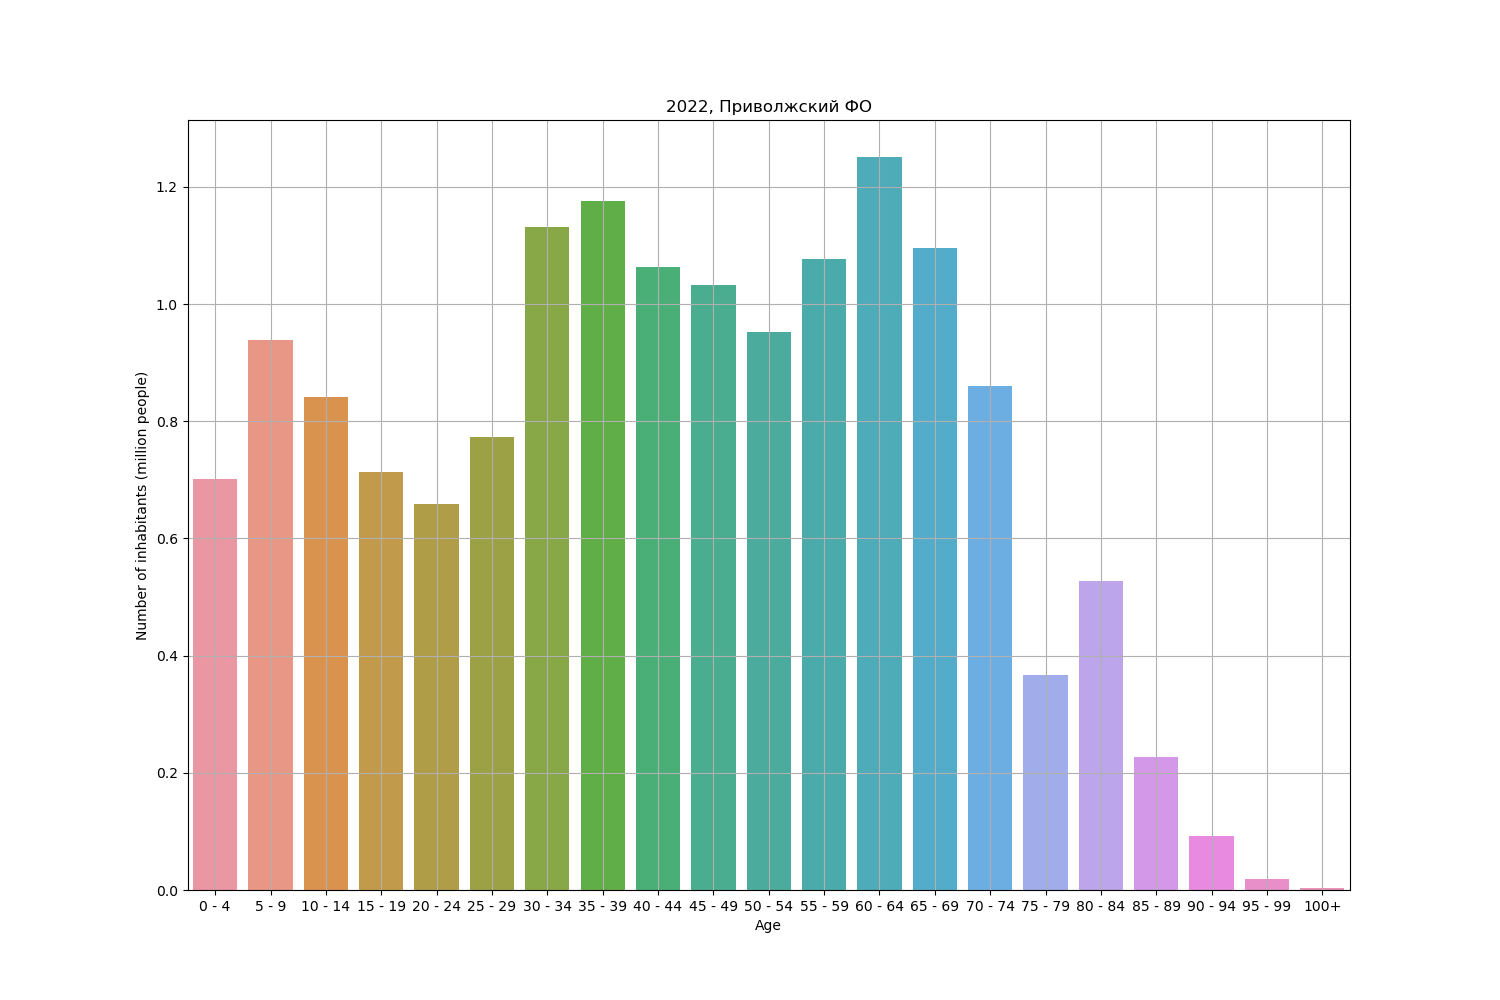 2022, Приволжский ФО
Number of inhabitants (million people)
1.2
1.0
0.8
0.6
0.4
0.2
0.0
0 - 4 5 - 9 10 - 14 15 - 19 20 - 24 25 - 29 30 - 34 35 - 39 40 - 44 45 - 49 50 - 54 55 - 59 60 - 64 65 - 69 70 - 74 75 - 79 80 - 84 85 - 89 90 - 94 95 - 99 100+
Age